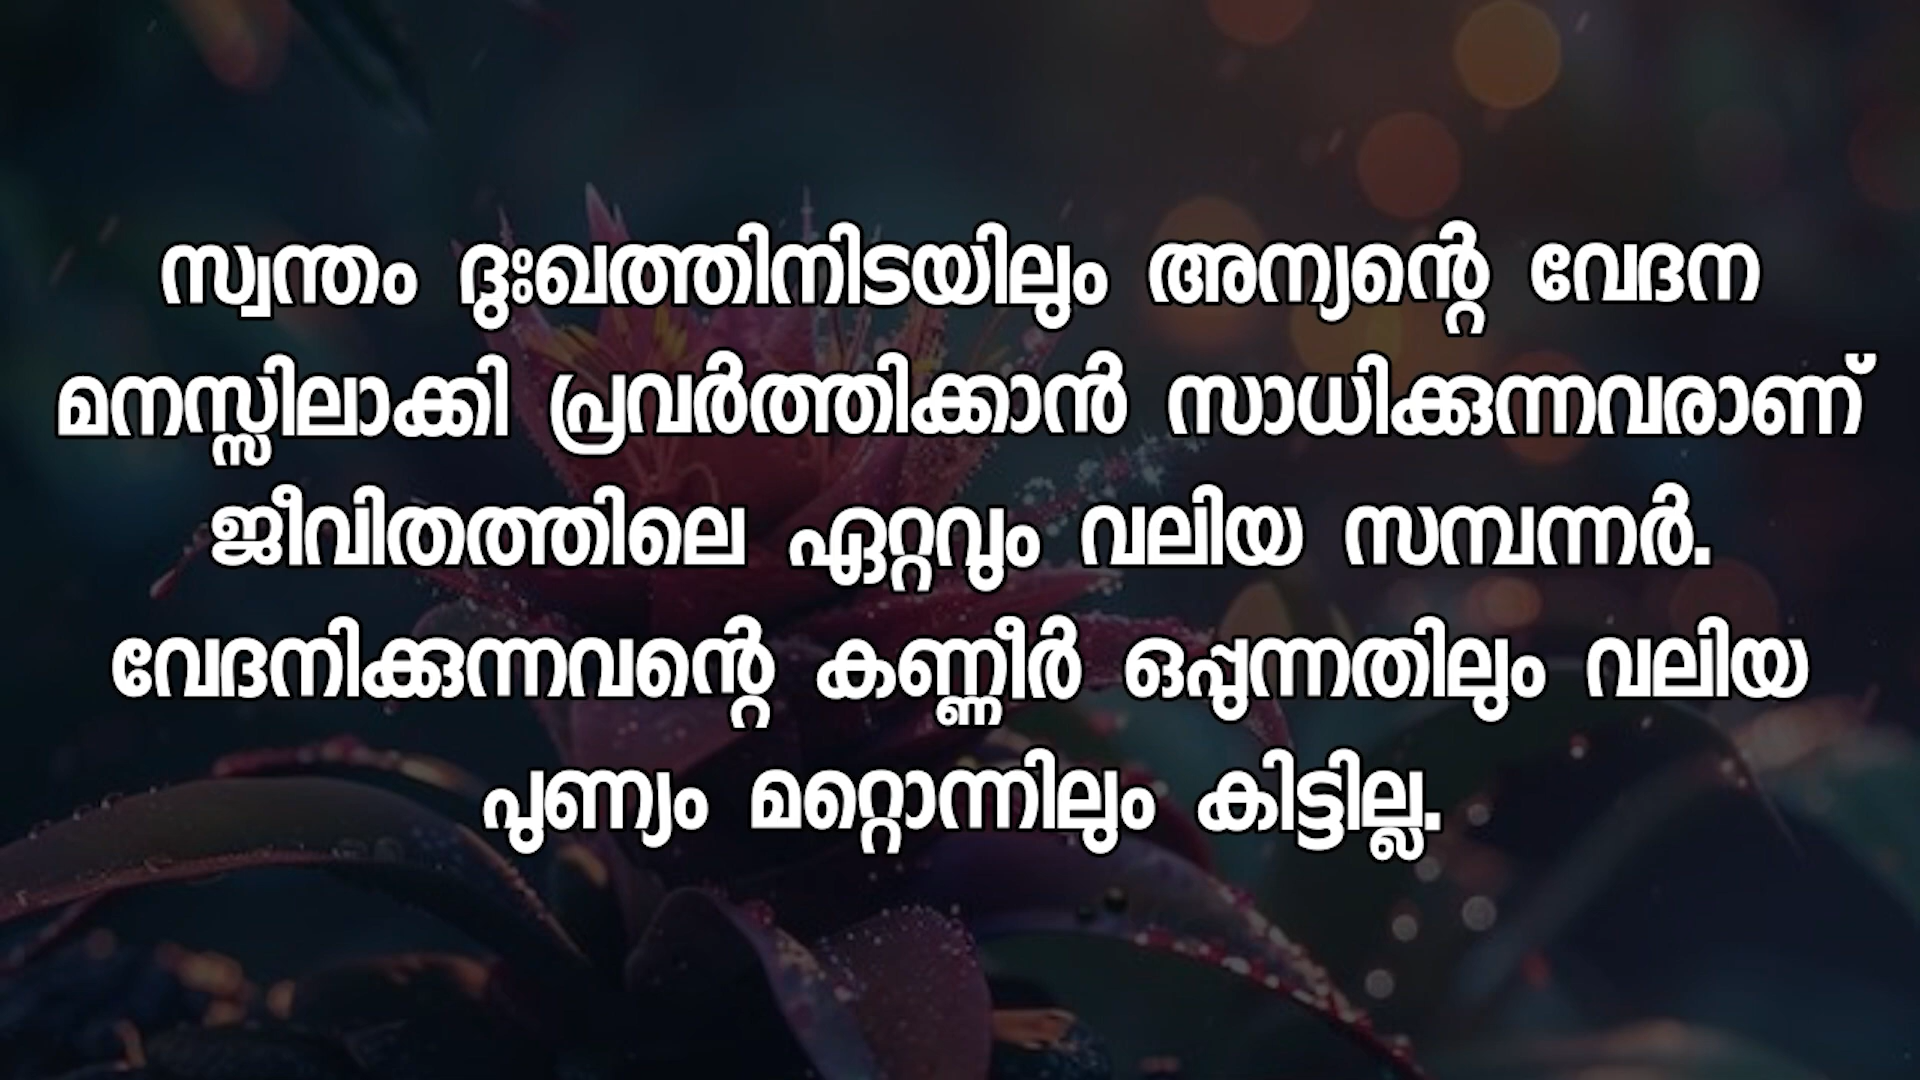 സ്വന്തം ദുഃഖത്തിനിടയിലും അന്യന്റെ വേദന
മനസ്സിലാക്കി പ്രവർത്തിക്കാൻ സാധിക്കുന്നവരാണ്
ജീവിതത്തിലെ ഏറ്റവും വലിയ സമ്പന്നർ.
വേദനിക്കുന്നവന്റെ കണ്ണീർ ഒപ്പുന്നതിലും വലിയ
പുണ്യം മറ്റൊന്നിലും കിട്ടില്ല.